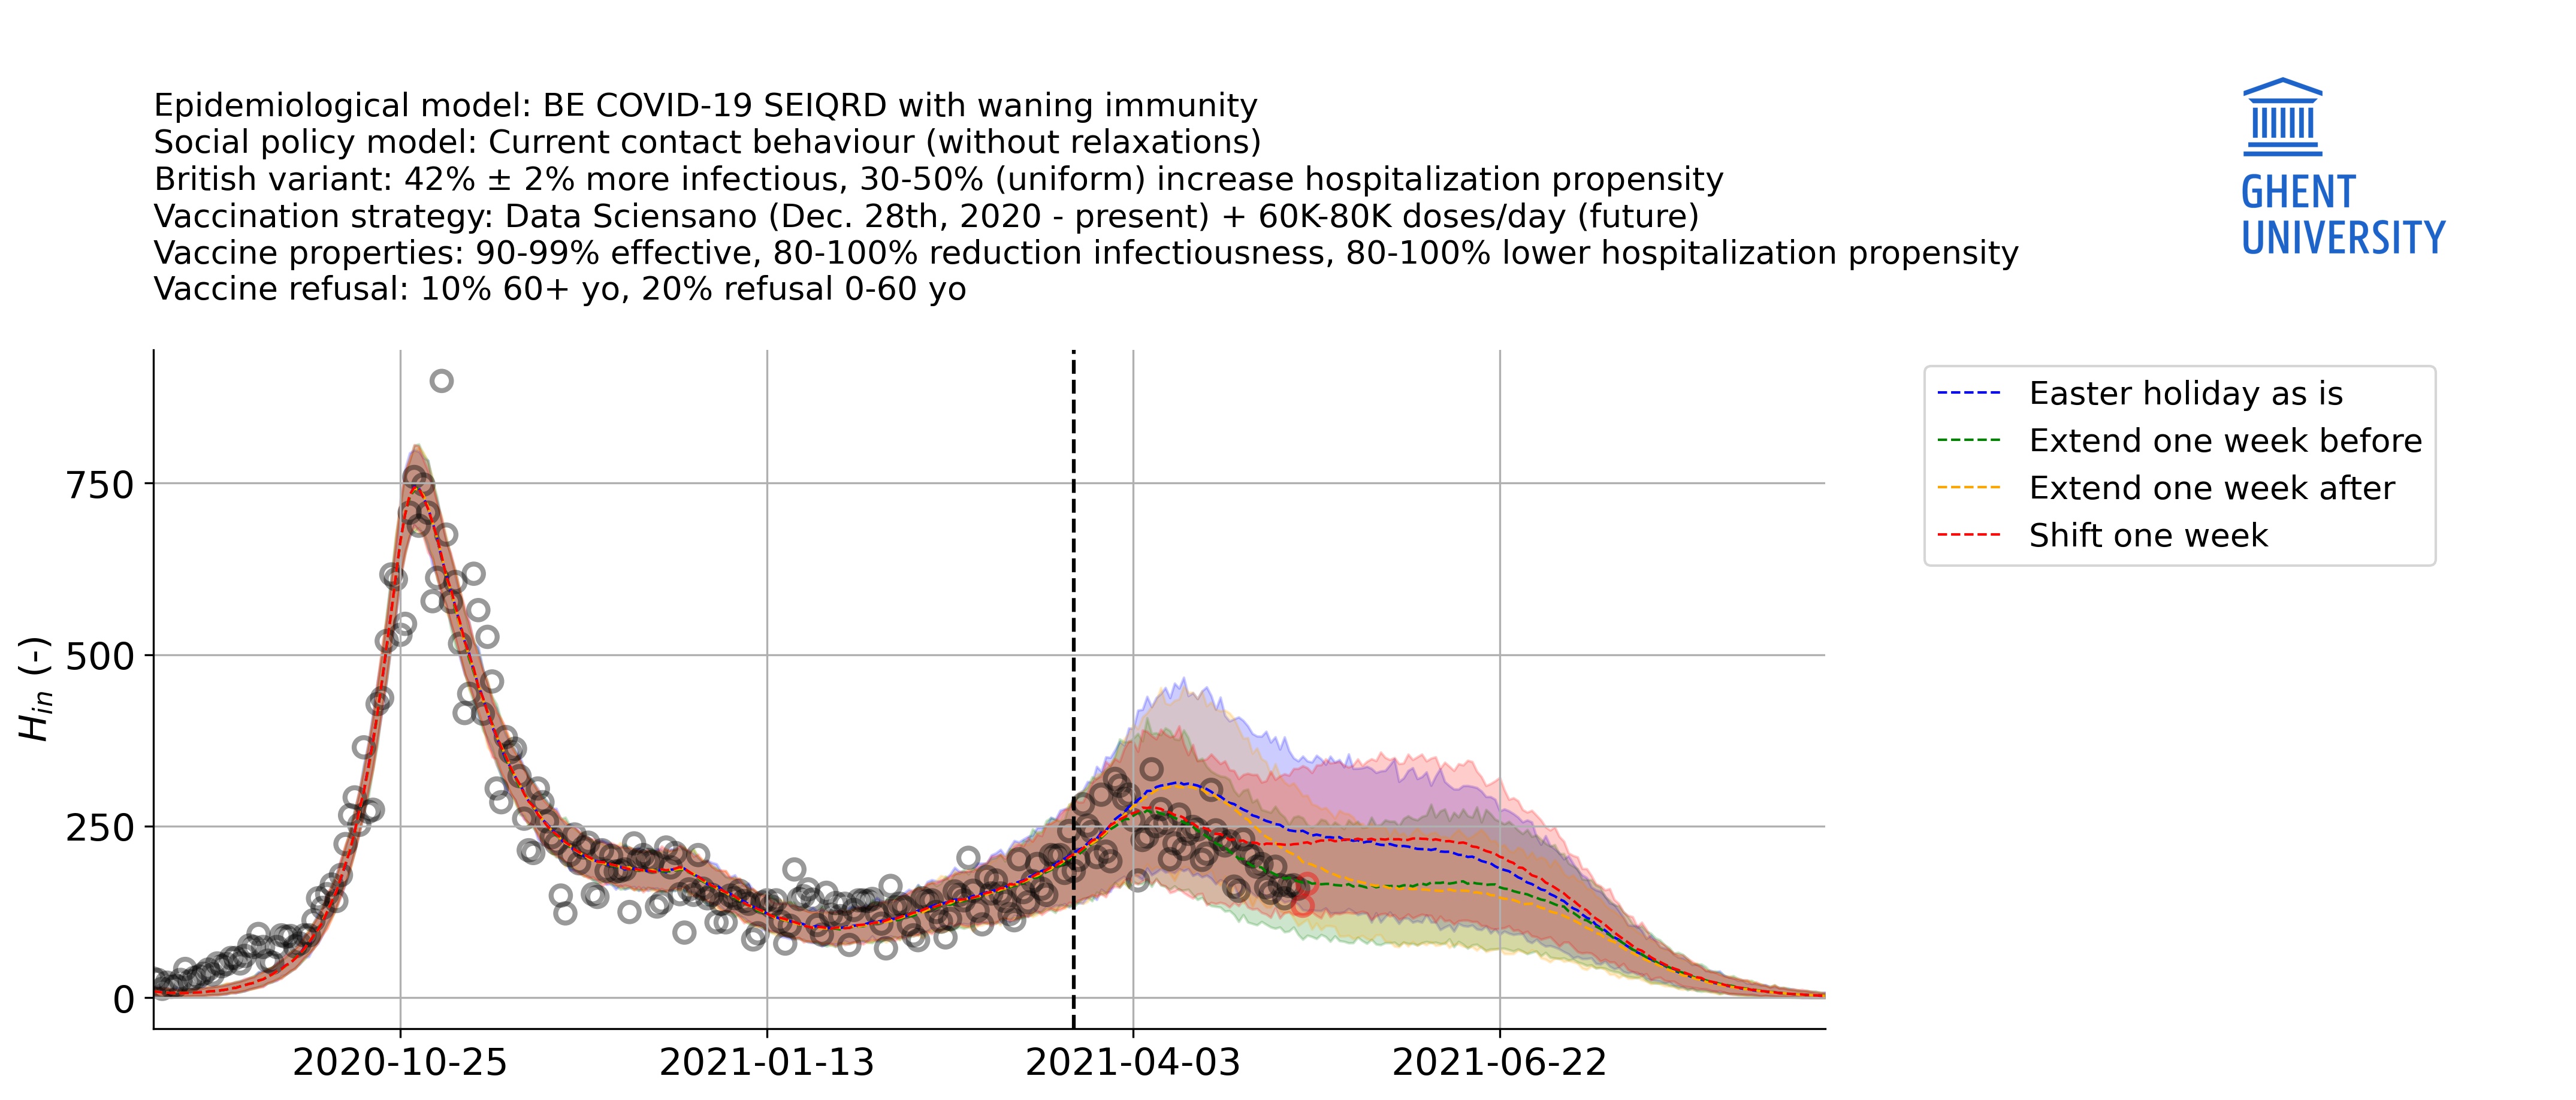 Epidemiological model: BE COVID-19 SEIQRD with waning immunity
Social policy model: Current contact behaviour (without relaxations)
British variant: 42% ± 2% more infectious, 30-50% (uniform) increase hospitalization propensity
Vaccination strategy: Data Sciensano (Dec. 28th, 2020 - present) + 60K-80K doses/day (future)
Vaccine properties: 90-99% effective, 80-100% reduction infectiousness, 80-100% lower hospitalization propensity
Vaccine refusal: 10% 60+ yo, 20% refusal 0-60 yo
GHENT
UNIVERSITY
Easter holiday as is
Extend one week before
Extend one week after
Shift one week
H_in (-)
750
500
250
0
2020-10-25
2021-01-13
2021-04-03
2021-06-22